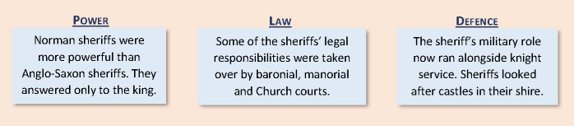 POWER
Norman sheriffs were
more powerful than
Anglo-Saxon sheriffs. They
answered only to the king.
LAW
Some of the sheriffs' legal
responsibilities were taken
over by baronial, manorial
and Church courts.
DEFENCE
The sheriff's military role
now ran alongside knight
service. Sheriffs looked
after castles in their shire.